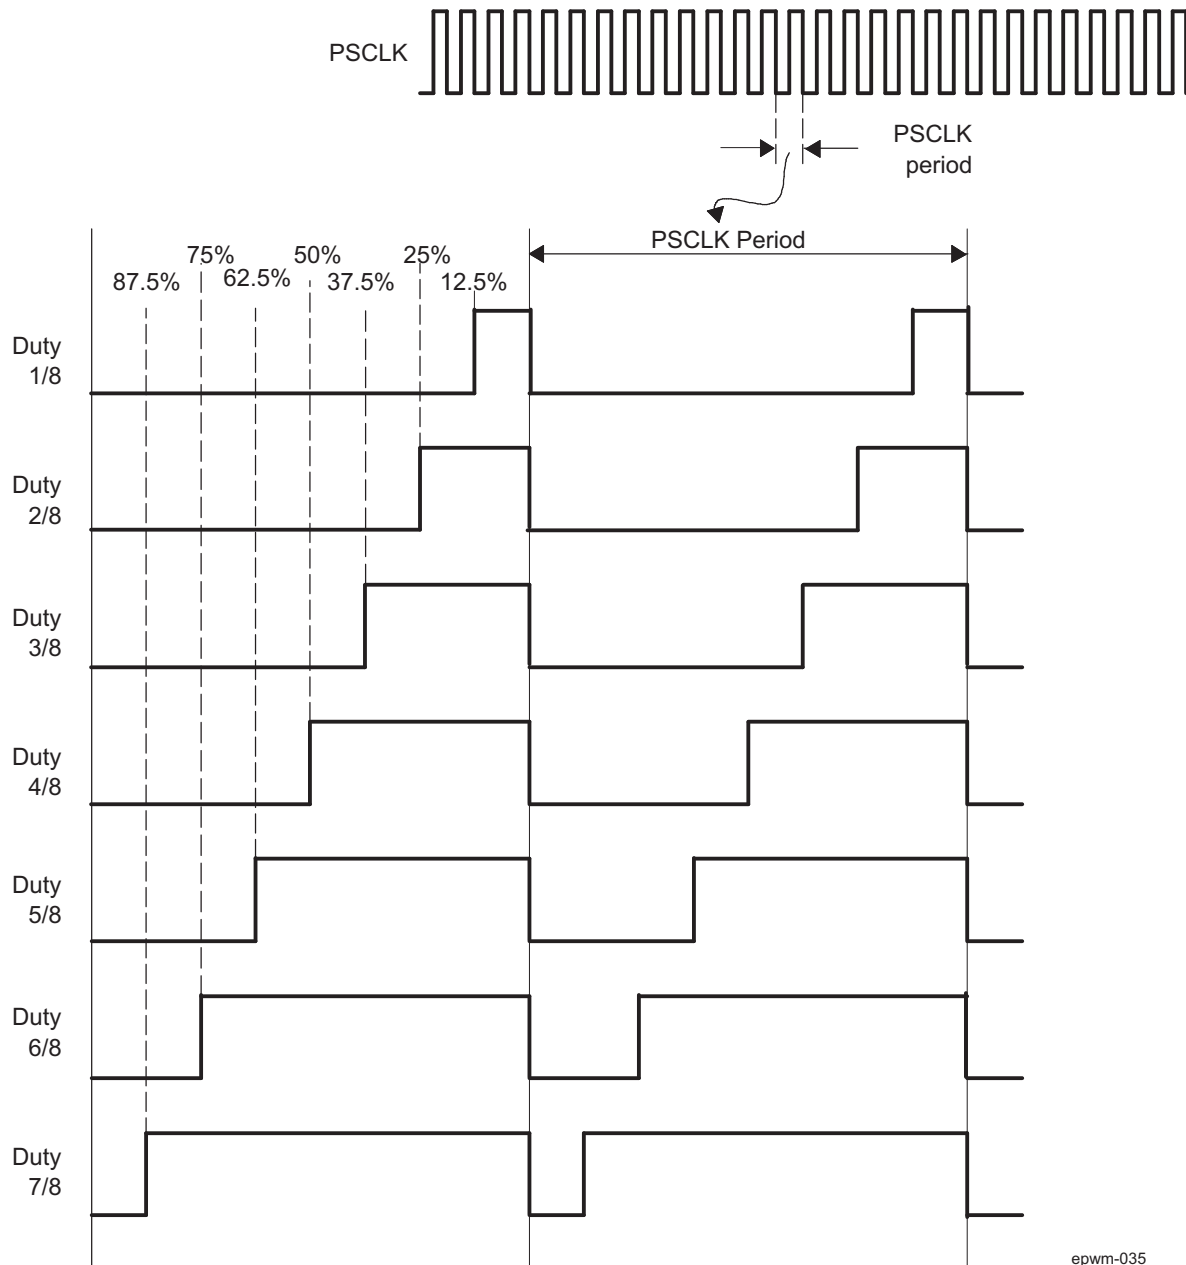 PSCLK
PSCLK
period
PSCLK Period
75%
50%
25%
87.5%
62.5%
37.5%
12.5%
Duty
1/8
Duty
2/8
Duty
3/8
Duty
4/8
Duty
5/8
Duty
6/8
Duty
7/8
epwm-035